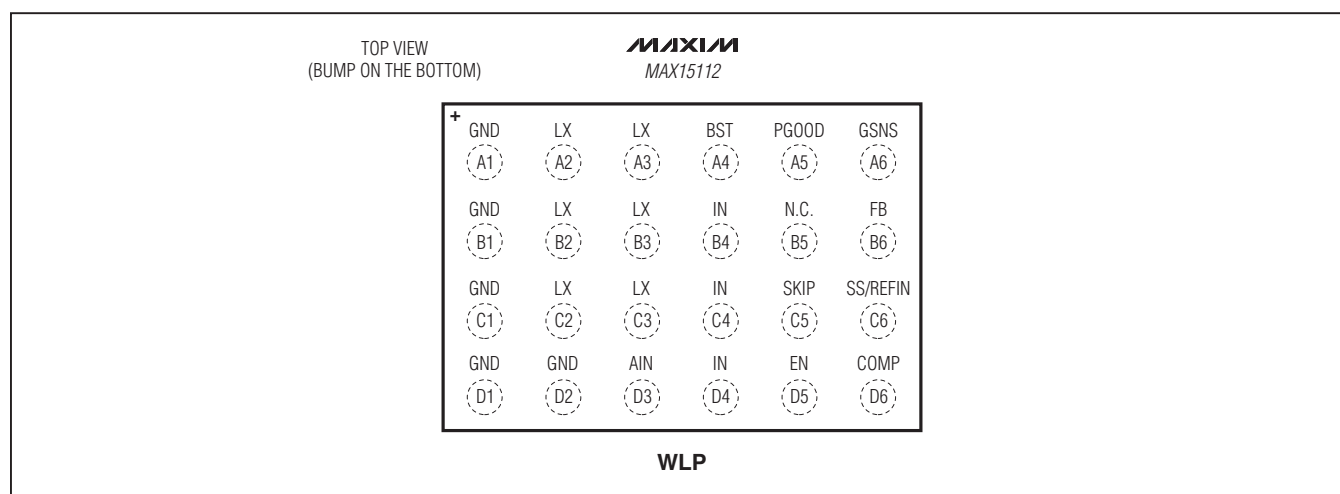 TOP VIEW
(BUMP ON THE BOTTOM)
MAXIM
MAX15112
+
GND LX LX BST PGOOD GSNS
A1 A2 A3 A4 A5 A6
GND LX LX IN N.C. FB
B1 B2 B3 B4 B5 B6
GND LX LX IN SKIP SS/REFIN
C1 C2 C3 C4 C5 C6
GND GND AIN IN EN COMP
D1 D2 D3 D4 D5 D6
WLP